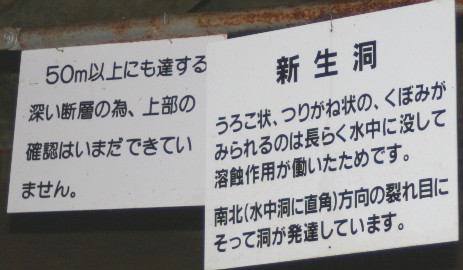 50m以上にも達する
深い断層の為、上部の
確認はいまだできてい
ません。
新生洞
うろこ状、つりがね状の、くぼみが
みられるのは長らく水中に没して
溶蝕作用が働いたためです。
南北(水中洞に直角)方向の裂れ目に
そって洞が発達しています。